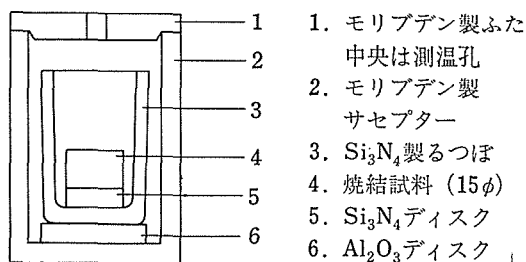 1
2
3
4
5
6
1. モリブデン製ふた
中央は測温孔
2. モリブデン製
サセプター
3. Si₃N₄製るつぼ
4. 焼結試料 (15φ)
5. Si₃N₄ディスク
6. Al₂O₃ディスク